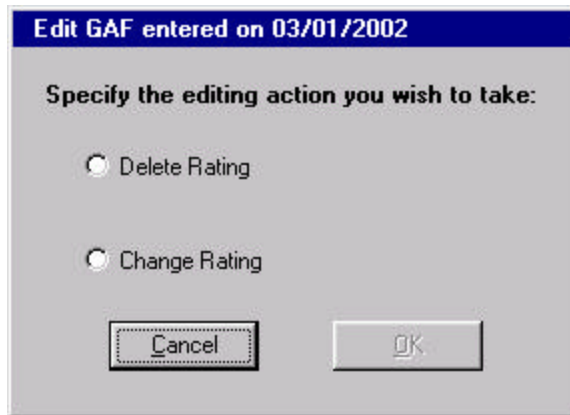 Edit GAF entered on 03/01/2002
Specify the editing action you wish to take:
Delete Rating
Change Rating
Cancel OK